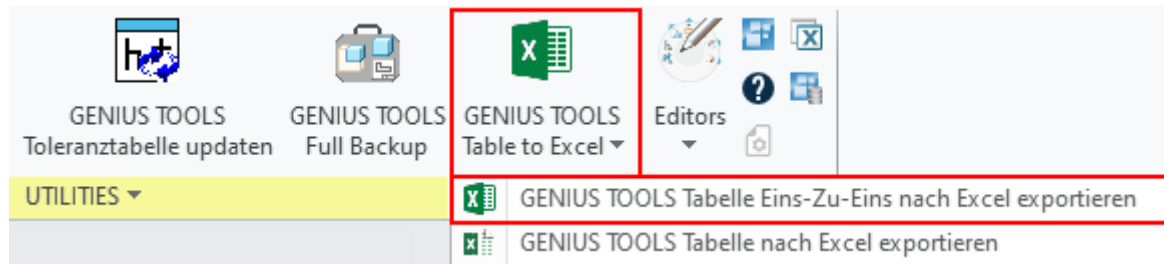 GENIUS TOOLS
Toleranztabelle updaten
GENIUS TOOLS
Full Backup
GENIUS TOOLS
Table to Excel
Editors
UTILITIES
GENIUS TOOLS Tabelle Eins-Zu-Eins nach Excel exportieren
GENIUS TOOLS Tabelle nach Excel exportieren